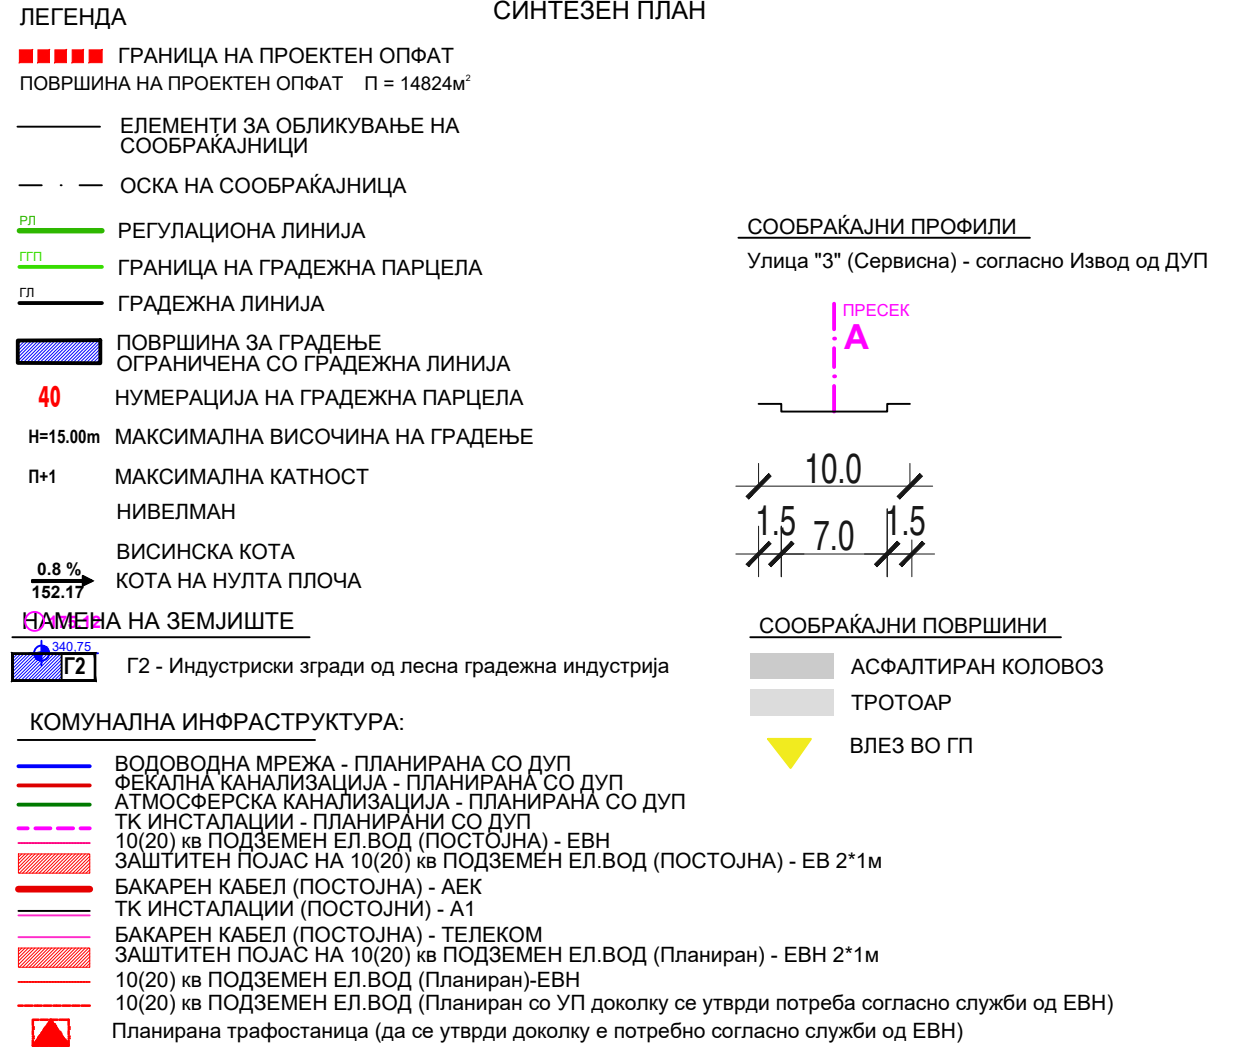 СИНТЕЗЕН ПЛАН
ЛЕГЕНДА
ГРАНИЦА НА ПРОЕКТЕН ОПФАТ
ПОВРШИНА НА ПРОЕКТЕН ОПФАТ П = 14824м²
ЕЛЕМЕНТИ ЗА ОБЛИКУВАЊЕ НА
СООБРАЌАЈНИЦИ
ОСКА НА СООБРАЌАЈНИЦА
РЛ
РЕГУЛАЦИОНА ЛИНИЈА
ГГП
ГРАНИЦА НА ГРАДЕЖНА ПАРЦЕЛА
ГЛ
ГРАДЕЖНА ЛИНИЈА
ПОВРШИНА ЗА ГРАДЕЊЕ
ОГРАНИЧЕНА СО ГРАДЕЖНА ЛИНИЈА
40 НУМЕРАЦИЈА НА ГРАДЕЖНА ПАРЦЕЛА
Н=15.00m МАКСИМАЛНА ВИСОЧИНА НА ГРАДЕЊЕ
П+1 МАКСИМАЛНА КАТНОСТ
НИВЕЛМАН
ВИСИНСКА КОТА
0.8 %
152.17
КОТА НА НУЛТА ПЛОЧА
НАМЕНА НА ЗЕМЈИШТЕ
340.75
Г2 Г2 - Индустриски згради од лесна градежна индустрија
КОМУНАЛНА ИНФРАСТРУКТУРА:
ВОДОВОДНА МРЕЖА - ПЛАНИРАНА СО ДУП
ФЕКАЛНА КАНАЛИЗАЦИЈА - ПЛАНИРАНА СО ДУП
АТМОСФЕРСКА КАНАЛИЗАЦИЈА - ПЛАНИРАНА СО ДУП
ТК ИНСТАЛАЦИИ - ПЛАНИРАНИ СО ДУП
10(20) кв ПОДЗЕМЕН ЕЛ.ВОД (ПОСТОЈНА) - ЕВН
ЗАШТИТЕН ПОЈАС НА 10(20) кв ПОДЗЕМЕН ЕЛ.ВОД (ПОСТОЈНА) - ЕВ 2*1м
БАКАРЕН КАБЕЛ (ПОСТОЈНА) - АЕК
ТК ИНСТАЛАЦИИ (ПОСТОЈНИ) - А1
БАКАРЕН КАБЕЛ (ПОСТОЈНА) - ТЕЛЕКОМ
ЗАШТИТЕН ПОЈАС НА 10(20) кв ПОДЗЕМЕН ЕЛ.ВОД (Планиран) - ЕВН 2*1м
10(20) кв ПОДЗЕМЕН ЕЛ.ВОД (Планиран)-ЕВН
10(20) кв ПОДЗЕМЕН ЕЛ.ВОД (Планиран со УП доколку се утврди потреба согласно служби од ЕВН)
Планирана трафостаница (да се утврди доколку е потребно согласно служби од ЕВН)
СООБРАЌАЈНИ ПРОФИЛИ
Улица "3" (Сервисна) - согласно Извод од ДУП
ПРЕСЕК
А
10.0
1.5 7.0 1.5
СООБРАЌАЈНИ ПОВРШИНИ
АСФАЛТИРАН КОЛОВОЗ
ТРОТОАР
ВЛЕЗ ВО ГП